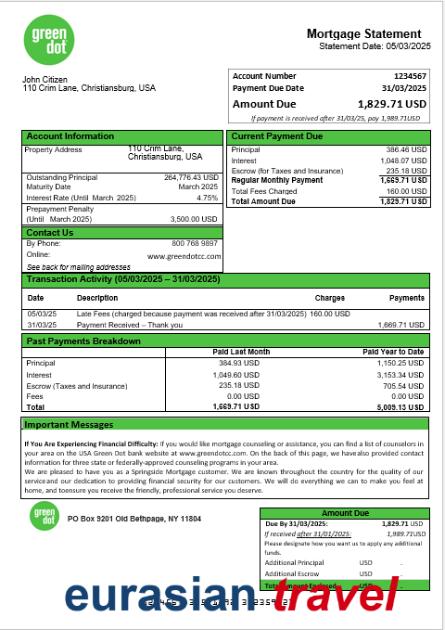 green
dot
Mortgage Statement
Statement Date: 05/03/2025
John Citizen
110 Crim Lane, Christiansburg, USA
Account Number 1234567
Payment Due Date 31/03/2025
Amount Due 1,829.71 USD
If payment is received after 31/03/25, pay 1,989.71USD
Account Information
Property Address 110 Crim Lane,
Christiansburg, USA
Outstanding Principal 264,776.43 USD
Maturity Date March 2025
Interest Rate (Until March 2025) 4.75%
Prepayment Penalty
(Until March 2025) 3,500.00 USD
Contact Us
By Phone: 800 768 9897
Online: www.greendotcc.com
See back for mailing addresses
Current Payment Due
Principal 386.46 USD
Interest 1,048.07 USD
Escrow (for Taxes and Insurance) 235.18 USD
Regular Monthly Payment 1,669.71 USD
Total Fees Charged 160.00 USD
Total Amount Due 1,829.71 USD
Transaction Activity (05/03/2025 – 31/03/2025)
Date Description Charges Payments
05/03/25 Late Fees (charged because payment was received after 31/03/2025) 160.00 USD
31/03/25 Payment Received – Thank you 1,669.71 USD
Past Payments Breakdown
Paid Last Month Paid Year to Date
Principal 384.93 USD 1,150.25 USD
Interest 1,049.60 USD 3,153.34 USD
Escrow (Taxes and Insurance) 235.18 USD 705.54 USD
Fees 0.00 USD 0.00 USD
Total 1,669.71 USD 5,009.13 USD
Important Messages
If You Are Experiencing Financial Difficulty: If you would like mortgage counseling or assistance, you can find a list of counselors in
your area on the USA Green Dot bank website at www.greendotcc.com. On the back of this page, we havealso provided contact
information for three state or federally-approved counseling programs in your area.
We are pleased to have you as a Springside Mortgage customer. We are known throughout the country for the quality of our
serviceand our dedication to providing financial security for our customers. We will do everything we can to make you feel at
home, and toensure you receive the friendly, professional service you deserve.
green
dot
PO Box 9201 Old Bethpage, NY 11804
Amount Due
Due By 31/03/2025: 1,829.71 USD
If received after 31/01/2025: 1,989.71USD
Please designate how you want us to apply any additional
funds.
Additional Principal USD .
Additional Escrow USD .
Total Amount Enclosed USD .
eurasian travel